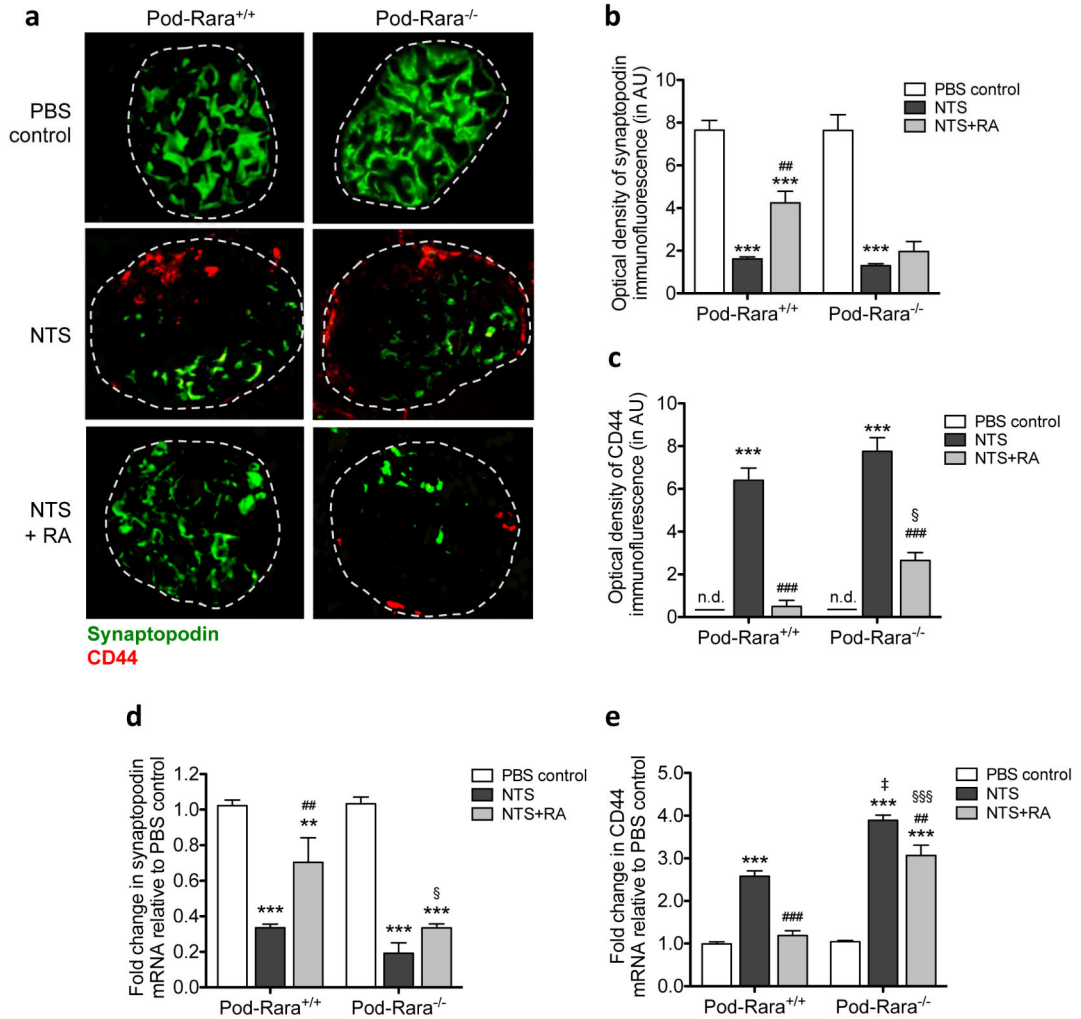 a
Pod-Rara+/+
Pod-Rara-/-
PBS
control
NTS
NTS
+ RA
Synaptopodin
CD44
b
Optical density of synaptopodin
immunofluorescence (in AU)
10
8
6
4
2
0
PBS control
NTS
NTS+RA
***
##
***
***
Pod-Rara+/+
Pod-Rara-/-
c
Optical density of CD44
immunoflurescence (in AU)
10
8
6
4
2
0
PBS control
NTS
NTS+RA
n.d.
***
###
n.d.
***
§
###
Pod-Rara+/+
Pod-Rara-/-
d
Fold change in synaptopodin
mRNA relative to PBS control
1.2
1.0
0.8
0.6
0.4
0.2
0.0
PBS control
NTS
NTS+RA
***
##
**
***
§
***
Pod-Rara+/+
Pod-Rara-/-
e
Fold change in CD44
mRNA relative to PBS control
5.0
4.0
3.0
2.0
1.0
0.0
PBS control
NTS
NTS+RA
***
###
‡
***
§§§
##
***
Pod-Rara+/+
Pod-Rara-/-